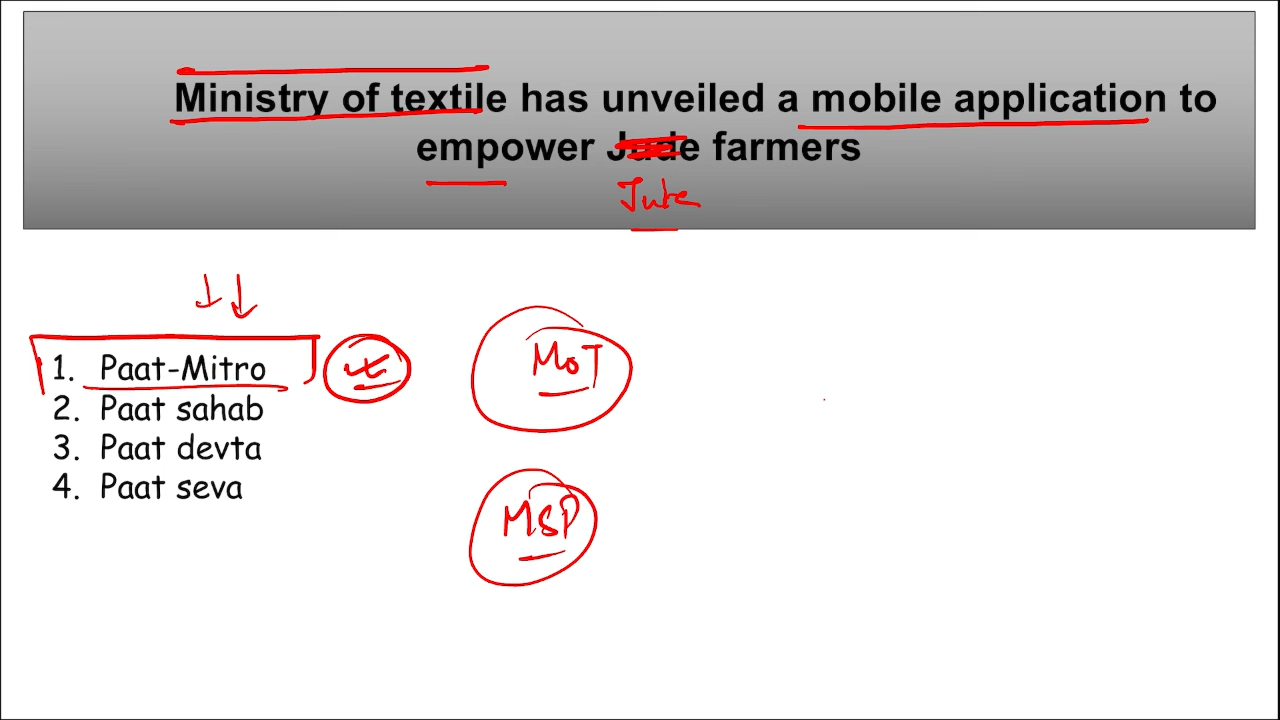 Ministry of textile has unveiled a mobile application to
empower Jude farmers
Jute
1. Paat-Mitro
2. Paat sahab
3. Paat devta
4. Paat seva
MoT
MSP